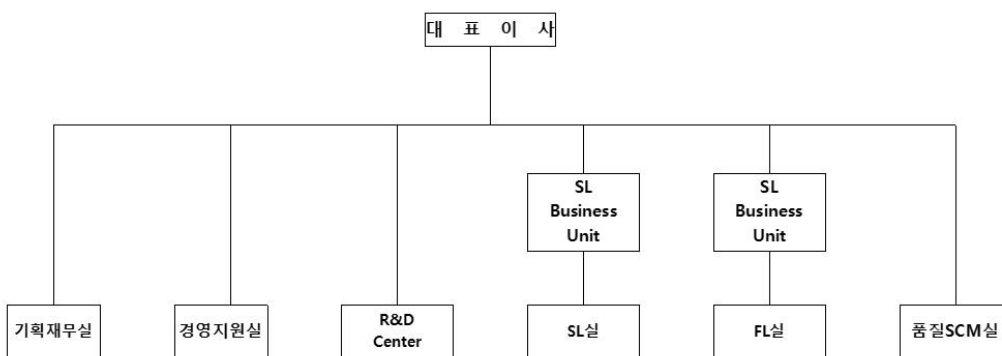 대 표 이 사
SL
Business
Unit
SL
Business
Unit
기획재무실
경영지원실
R&D
Center
SL실
FL실
품질SCM실